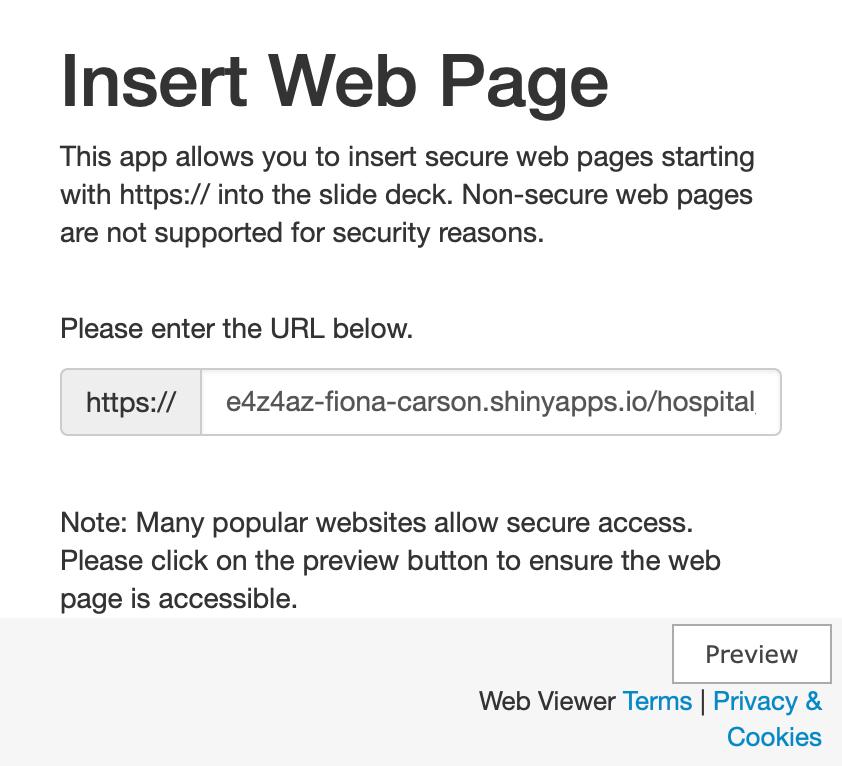 Insert Web Page
This app allows you to insert secure web pages starting
with https:// into the slide deck. Non-secure web pages
are not supported for security reasons.
Please enter the URL below.
https:// e4z4az-fiona-carson.shinyapps.io/hospital_
Note: Many popular websites allow secure access.
Please click on the preview button to ensure the web
page is accessible.
Preview
Web Viewer Terms | Privacy &
Cookies